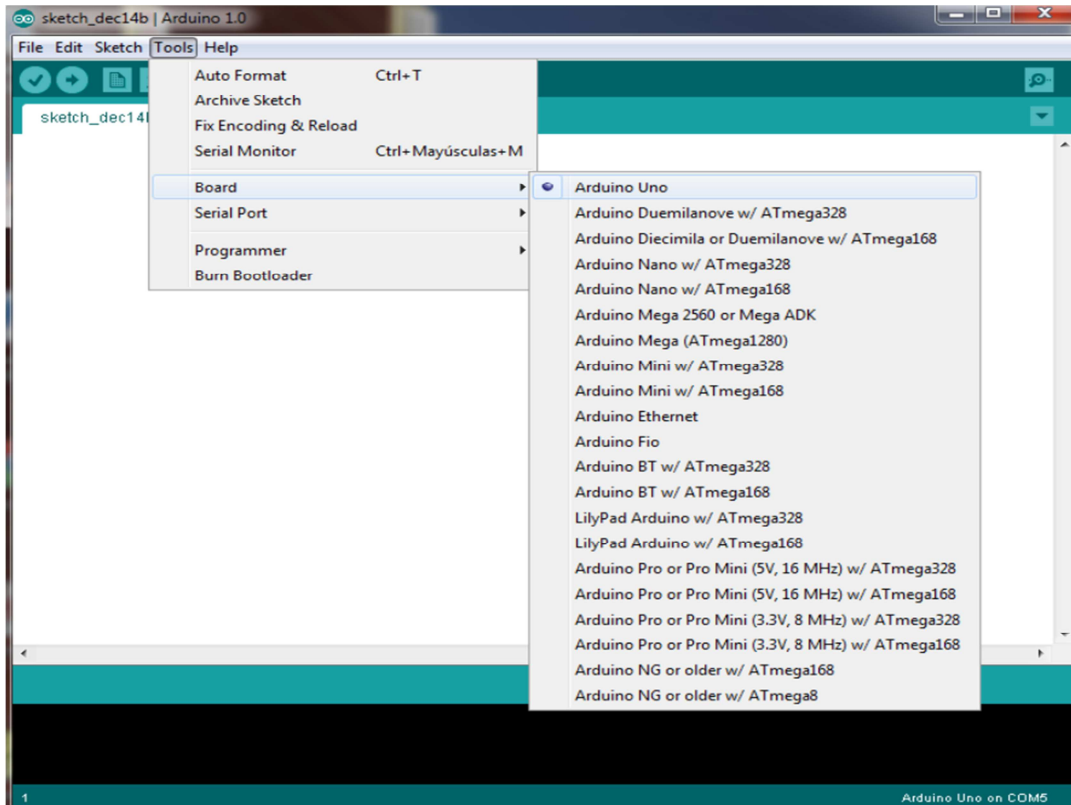 sketch_dec14b | Arduino 1.0
File Edit Sketch Tools Help
sketch_dec14b
Auto Format Ctrl+T
Archive Sketch
Fix Encoding & Reload
Serial Monitor Ctrl+Mayúsculas+M
Board
Serial Port
Programmer
Burn Bootloader
Arduino Uno
Arduino Duemilanove w/ ATmega328
Arduino Diecimila or Duemilanove w/ ATmega168
Arduino Nano w/ ATmega328
Arduino Nano w/ ATmega168
Arduino Mega 2560 or Mega ADK
Arduino Mega (ATmega1280)
Arduino Mini w/ ATmega328
Arduino Mini w/ ATmega168
Arduino Ethernet
Arduino Fio
Arduino BT w/ ATmega328
Arduino BT w/ ATmega168
LilyPad Arduino w/ ATmega328
LilyPad Arduino w/ ATmega168
Arduino Pro or Pro Mini (5V, 16 MHz) w/ ATmega328
Arduino Pro or Pro Mini (5V, 16 MHz) w/ ATmega168
Arduino Pro or Pro Mini (3.3V, 8 MHz) w/ ATmega328
Arduino Pro or Pro Mini (3.3V, 8 MHz) w/ ATmega168
Arduino NG or older w/ ATmega168
Arduino NG or older w/ ATmega8
1 Arduino Uno on COM5